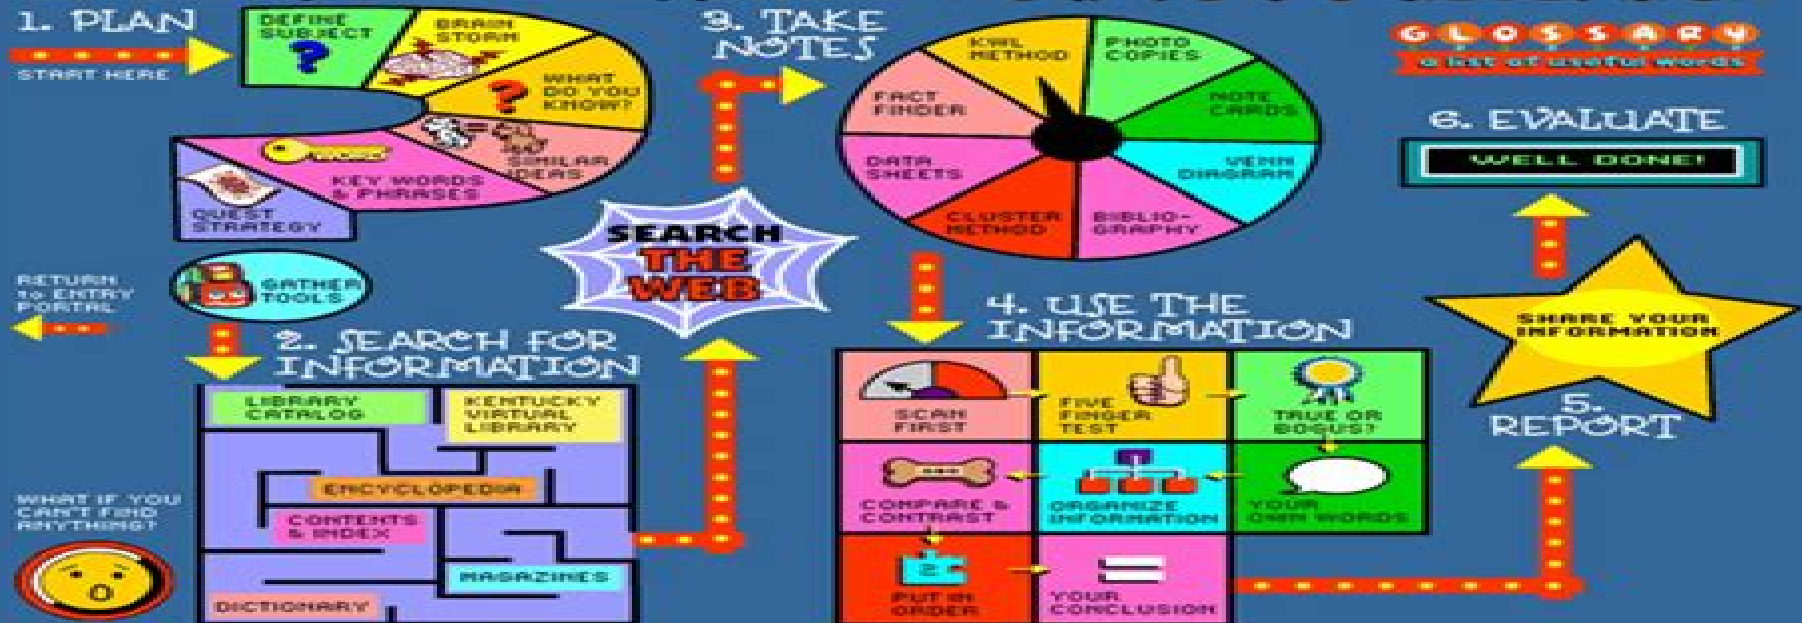 1. PLAN
START HERE
DEFINE
SUBJECT
BRAIN
STORM
WHAT
DO YOU
KNOW?
SIMILAR
IDEAS
KEY WORDS
& PHRASES
QUEST
STRATEGY
GATHER
TOOLS
RETURN
to ENTRY
PORTAL
2. SEARCH FOR
INFORMATION
LIBRARY
CATALOG
KENTUCKY
VIRTUAL
LIBRARY
ENCYCLOPEDIA
CONTENTS
& INDEX
MAGAZINES
DICTIONARY
WHAT IF YOU
CAN'T FIND
ANYTHING?
SEARCH
THE
WEB
3. TAKE
NOTES
KWL
METHOD
PHOTO
COPIES
NOTE
CARDS
VENN
DIAGRAM
BIBLIO-
GRAPHY
CLUSTER
METHOD
DATA
SHEETS
FACT
FINDER
4. USE THE
INFORMATION
SCAN
FIRST
FIVE
FINGER
TEST
TRUE OR
BOGUS?
YOUR
OWN WORDS
ORGANIZE
INFORMATION
COMPARE &
CONTRAST
2
PUT IN
ORDER
YOUR
CONCLUSION
5.
REPORT
SHARE YOUR
INFORMATION
6. EVALUATE
WELL DONE!
GLOSSARY
a list of useful words